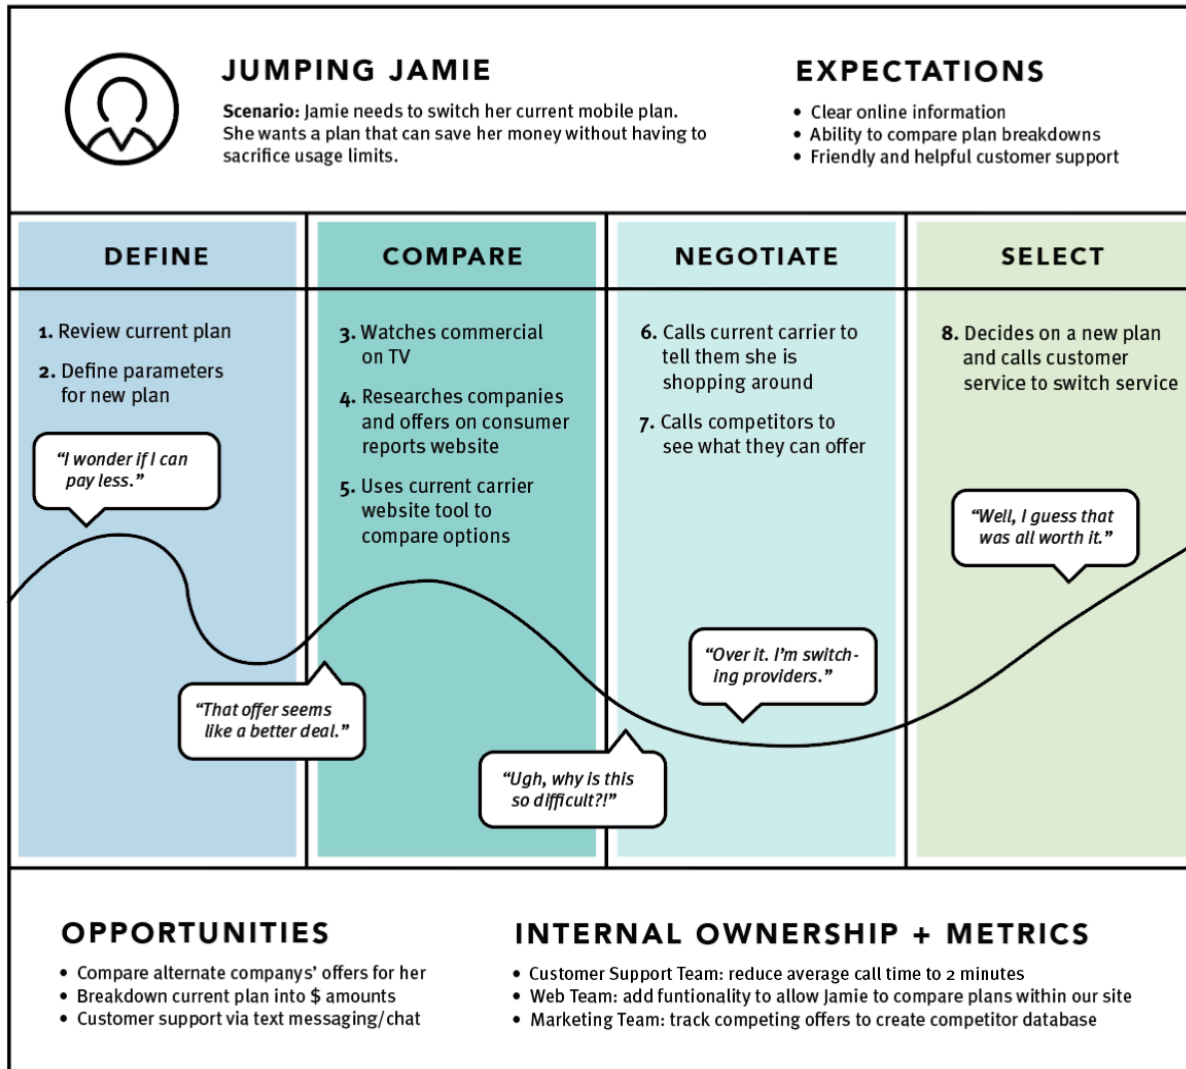 JUMPING JAMIE
Scenario: Jamie needs to switch her current mobile plan.
She wants a plan that can save her money without having to
sacrifice usage limits.
EXPECTATIONS
• Clear online information
• Ability to compare plan breakdowns
• Friendly and helpful customer support
DEFINE
1. Review current plan
2. Define parameters
for new plan
“I wonder if I can
pay less.”
“That offer seems
like a better deal.”
COMPARE
3. Watches commercial
on TV
4. Researches companies
and offers on consumer
reports website
5. Uses current carrier
website tool to
compare options
“Ugh, why is this
so difficult?!”
NEGOTIATE
6. Calls current carrier to
tell them she is
shopping around
7. Calls competitors to
see what they can offer
“Over it. I’m switch-
ing providers.”
SELECT
8. Decides on a new plan
and calls customer
service to switch service
“Well, I guess that
was all worth it.”
OPPORTUNITIES
• Compare alternate companys’ offers for her
• Breakdown current plan into $ amounts
• Customer support via text messaging/chat
INTERNAL OWNERSHIP + METRICS
• Customer Support Team: reduce average call time to 2 minutes
• Web Team: add funtionality to allow Jamie to compare plans within our site
• Marketing Team: track competing offers to create competitor database